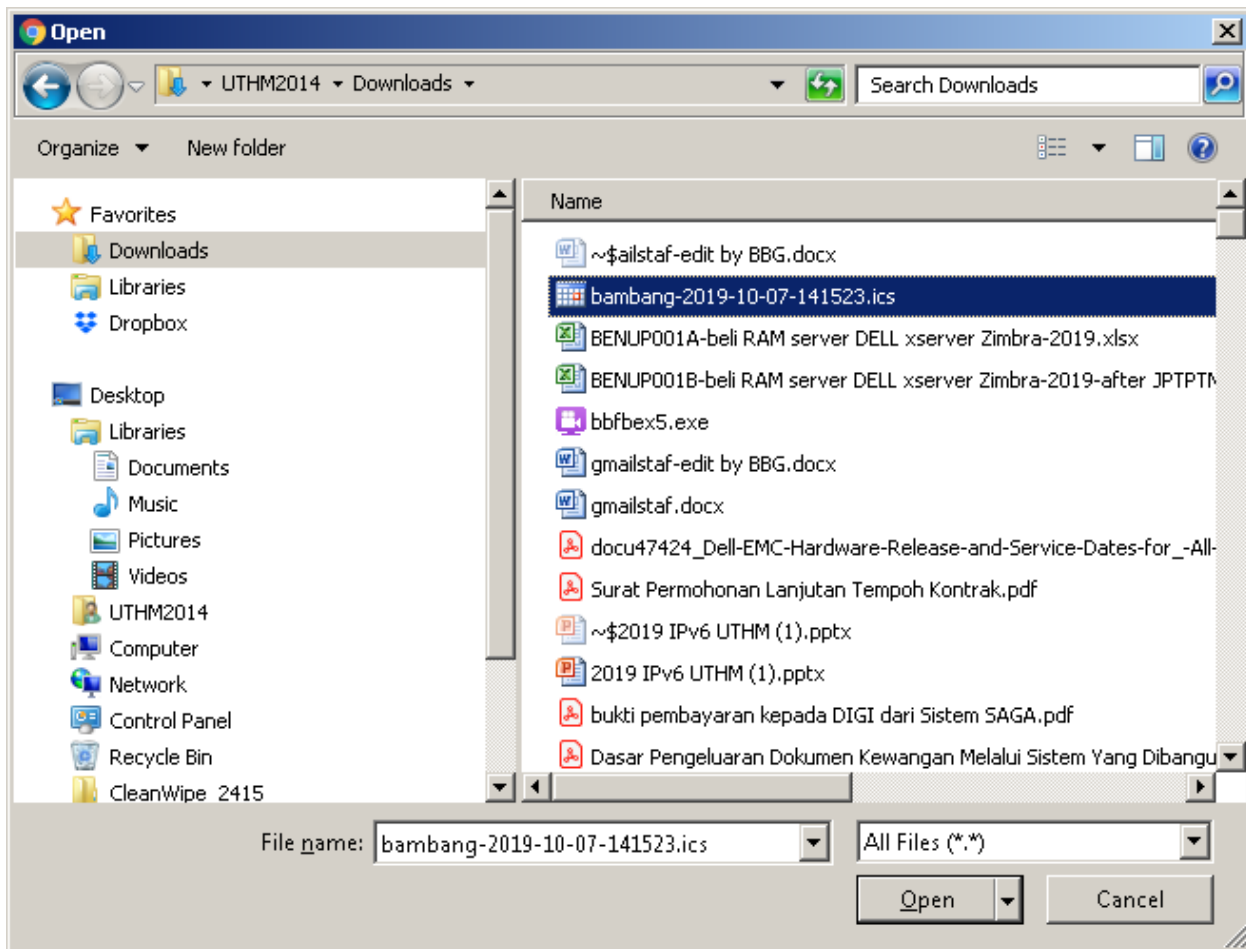 Open
UTHM2014 Downloads
Search Downloads
Organize
New folder
Favorites
Downloads
Libraries
Dropbox
Desktop
Libraries
Documents
Music
Pictures
Videos
UTHM2014
Computer
Network
Control Panel
Recycle Bin
CleanWipe_2415
Name
~$ailstaf-edit by BBG.docx
bambang-2019-10-07-141523.ics
BENUP001A-beli RAM server DELL xserver Zimbra-2019.xlsx
BENUP001B-beli RAM server DELL xserver Zimbra-2019-after JPTPTN
bbfbex5.exe
gmailstaf-edit by BBG.docx
gmailstaf.docx
docu47424_Dell-EMC-Hardware-Release-and-Service-Dates-for_-All-
Surat Permohonan Lanjutan Tempoh Kontrak.pdf
~$2019 IPv6 UTHM (1).pptx
2019 IPv6 UTHM (1).pptx
bukti pembayaran kepada DIGI dari Sistem SAGA.pdf
Dasar Pengeluaran Dokumen Kewangan Melalui Sistem Yang Dibangu
File name: bambang-2019-10-07-141523.ics
All Files (*.*)
Open
Cancel